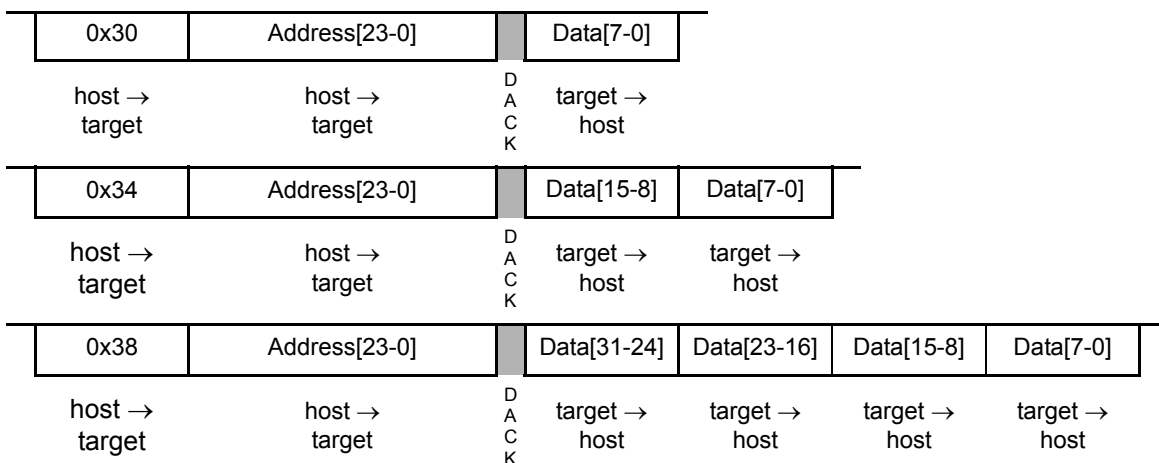 0x30 Address[23-0] Data[7-0]
host → host → D A C K target →
target target host
0x34 Address[23-0] Data[15-8] Data[7-0]
host → host → D A C K target → target →
target target host host
0x38 Address[23-0] Data[31-24] Data[23-16] Data[15-8] Data[7-0]
host → host → D A C K target → target → target → target →
target target host host host host